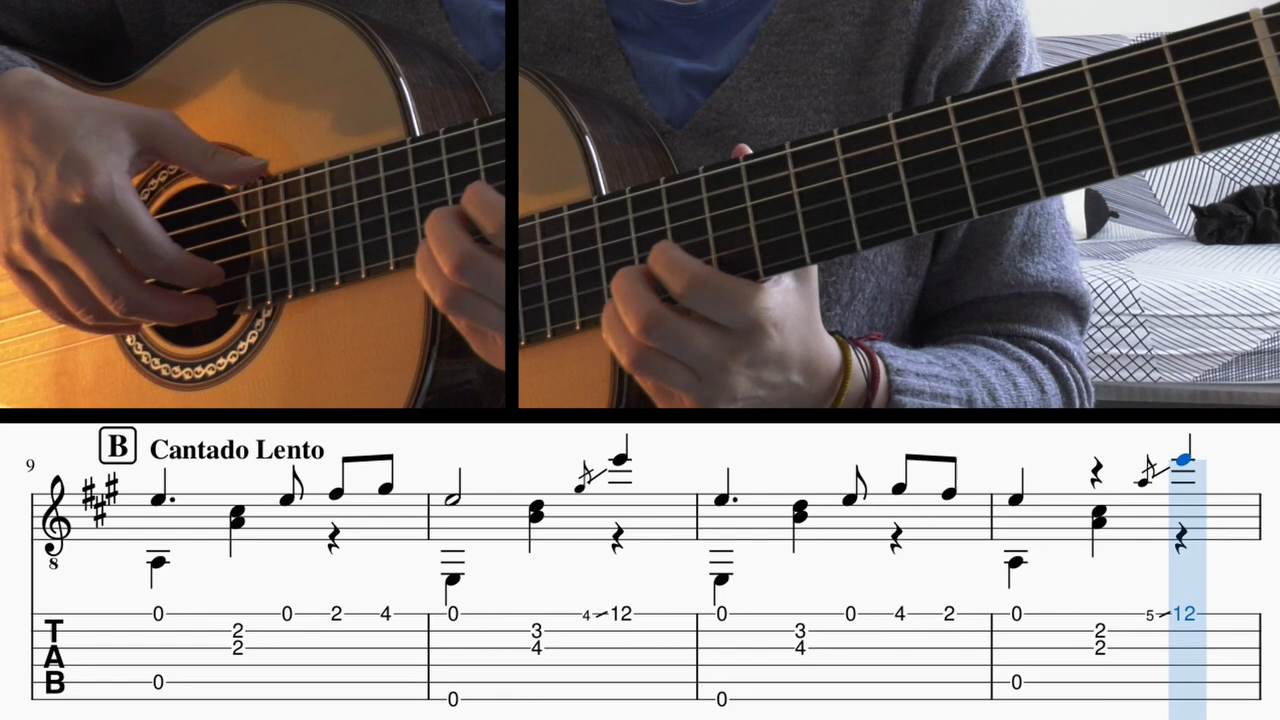 B Cantado Lento
9
8
0 0 2 4 0 4 12 0 0 4 2 0 5 12
T 2 3 3 2
A 2 4 4 2
B 0 0
0 0